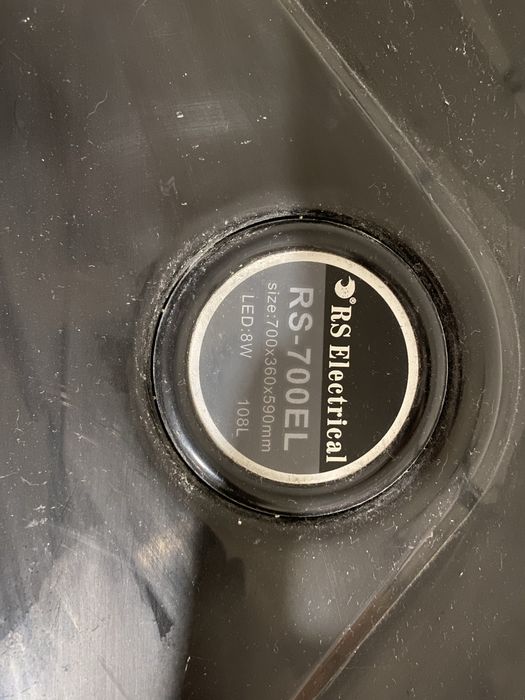 ® RS Electrical
RS-700EL
size:700x360x590mm
LED:8W 108L